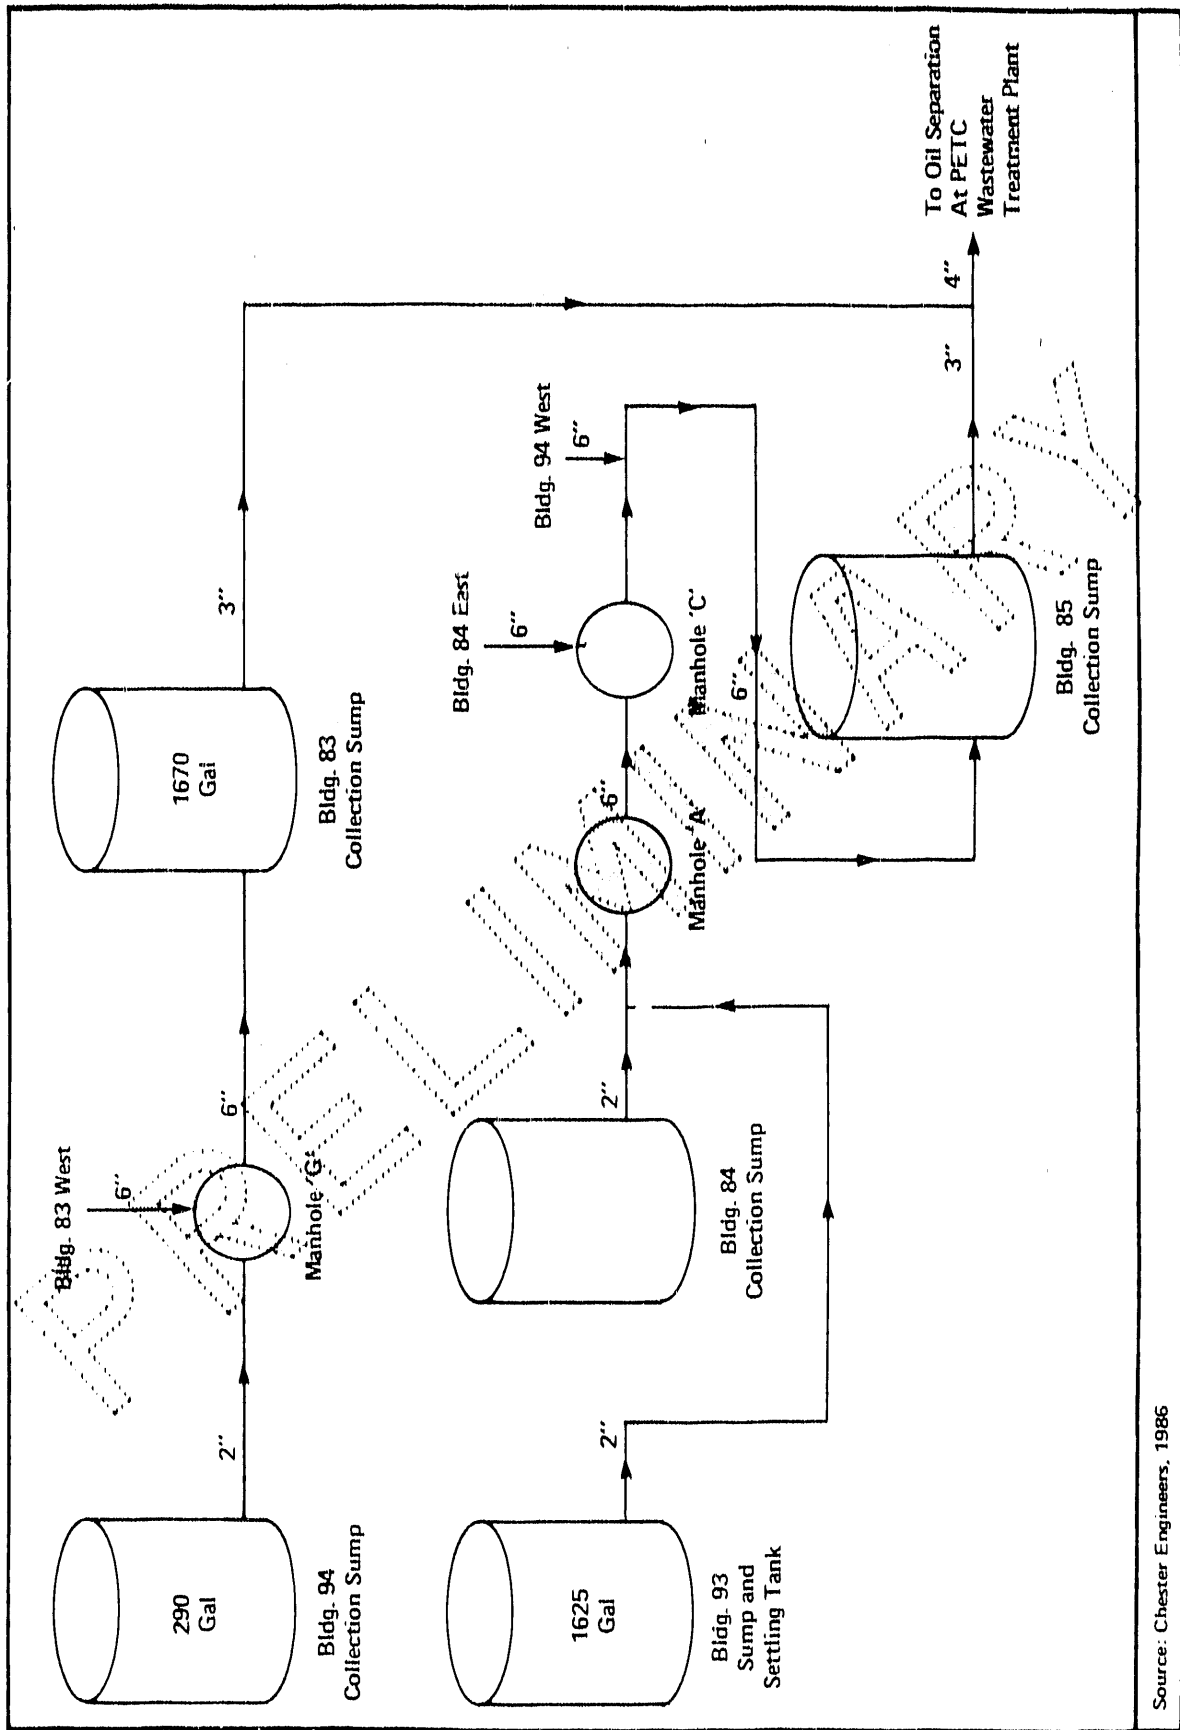 290
Gal
Bldg. 94
Collection Sump
2"
Bldg. 83 West
6"
Manhole 'G'
6"
1670
Gal
Bldg. 83
Collection Sump
3"
1625
Gal
Bldg. 93
Sump and
Settling Tank
2"
Bldg. 84
Collection Sump
2"
Manhole 'A'
6"
Bldg. 84 East
6"
Manhole 'C'
Bldg. 94 West
6"
6"
Bldg. 85
Collection Sump
3"
4"
To Oil Separation
At PETC
Wastewater
Treatment Plant
PRELIMINARY
Source: Chester Engineers, 1986